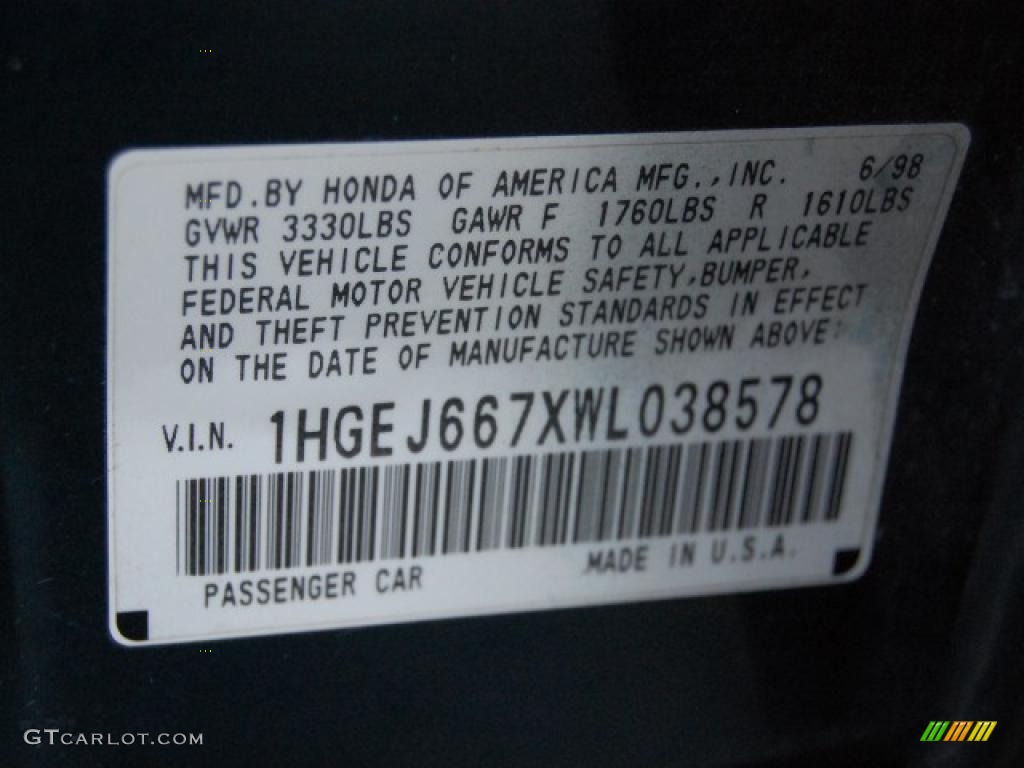 MFD.BY HONDA OF AMERICA MFG.,INC. 6/98
GVWR 3330LBS GAWR F 1760LBS R 1610LBS
THIS VEHICLE CONFORMS TO ALL APPLICABLE
FEDERAL MOTOR VEHICLE SAFETY,BUMPER,
AND THEFT PREVENTION STANDARDS IN EFFECT
ON THE DATE OF MANUFACTURE SHOWN ABOVE.
V.I.N. 1HGEJ667XWL038578
PASSENGER CAR MADE IN U.S.A.
GTCARLOT.COM